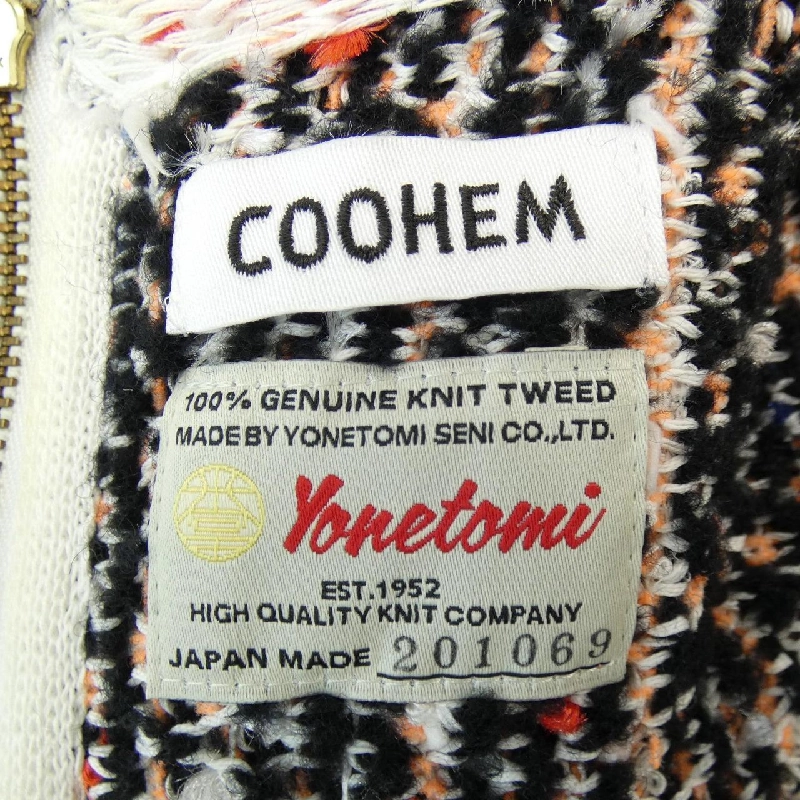 COOHEM
100% GENUINE KNIT TWEED
MADE BY YONETOMI SENI CO.,LTD.
Yonetomi
EST.1952
HIGH QUALITY KNIT COMPANY
JAPAN MADE 201069